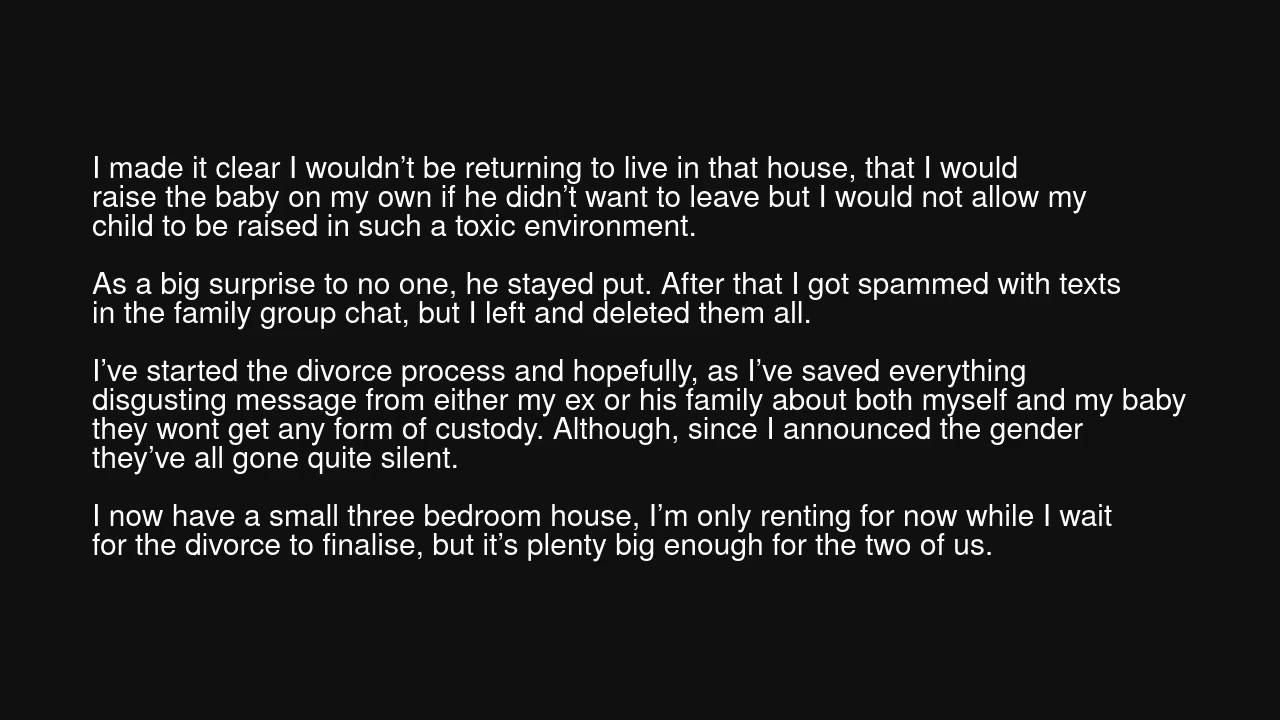 I made it clear I wouldn’t be returning to live in that house, that I would
raise the baby on my own if he didn’t want to leave but I would not allow my
child to be raised in such a toxic environment.
As a big surprise to no one, he stayed put. After that I got spammed with texts
in the family group chat, but I left and deleted them all.
I’ve started the divorce process and hopefully, as I’ve saved everything
disgusting message from either my ex or his family about both myself and my baby
they wont get any form of custody. Although, since I announced the gender
they’ve all gone quite silent.
I now have a small three bedroom house, I’m only renting for now while I wait
for the divorce to finalise, but it’s plenty big enough for the two of us.